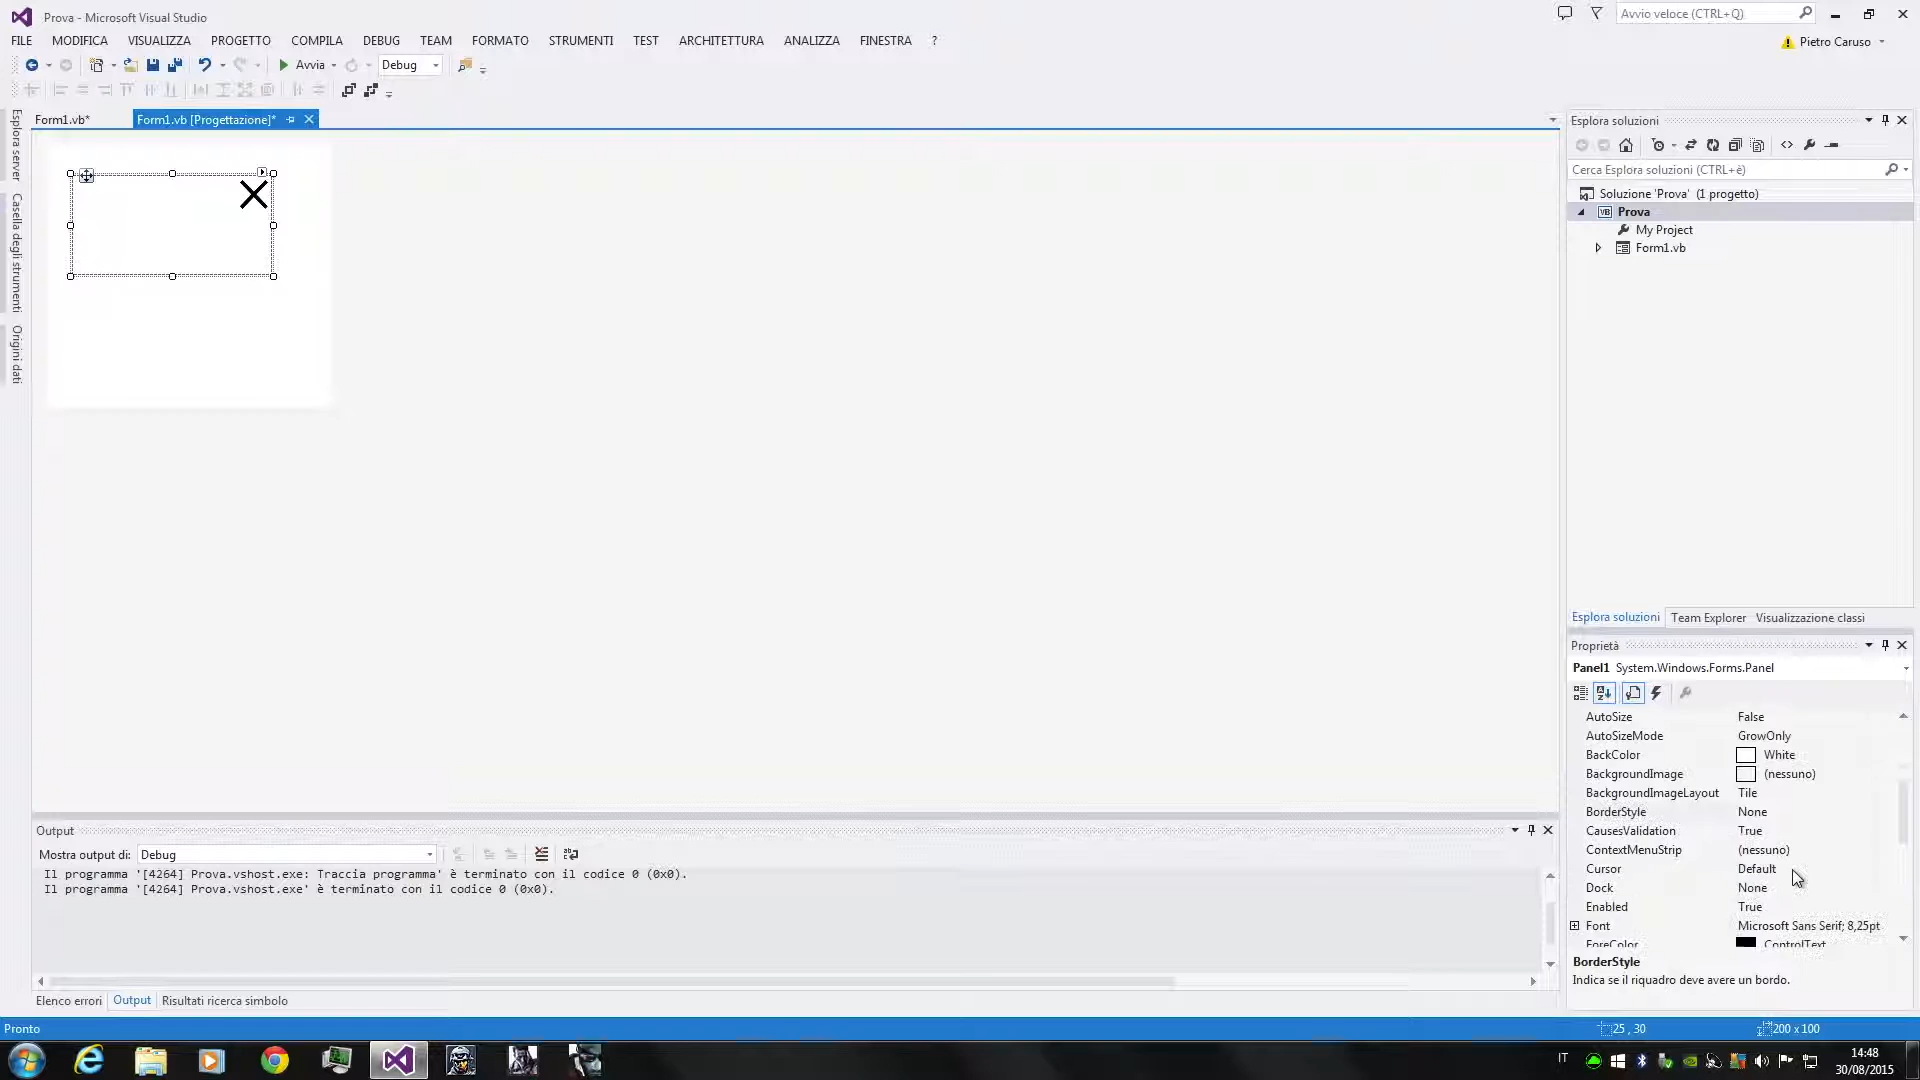 Prova - Microsoft Visual Studio
Avvio veloce (CTRL+Q)
FILE MODIFICA VISUALIZZA PROGETTO COMPILA DEBUG TEAM FORMATO STRUMENTI TEST ARCHITETTURA ANALIZZA FINESTRA ?
Pietro Caruso
Avvia
Debug
Form1.vb*
Form1.vb [Progettazione]*
Esplora server
Casella degli strumenti
Origini dati
Esplora soluzioni
Cerca Esplora soluzioni (CTRL+è)
Soluzione 'Prova' (1 progetto)
VB Prova
My Project
Form1.vb
Esplora soluzioni Team Explorer Visualizzazione classi
Proprietà
Panel1 System.Windows.Forms.Panel
AutoSize False
AutoSizeMode GrowOnly
BackColor White
BackgroundImage (nessuno)
BackgroundImageLayout Tile
BorderStyle None
CausesValidation True
ContextMenuStrip (nessuno)
Cursor Default
Dock None
Enabled True
Font Microsoft Sans Serif; 8,25pt
ForeColor ControlText
BorderStyle
Indica se il riquadro deve avere un bordo.
Output
Mostra output di: Debug
Il programma '[4264] Prova.vshost.exe: Traccia programma' è terminato con il codice 0 (0x0).
Il programma '[4264] Prova.vshost.exe' è terminato con il codice 0 (0x0).
Elenco errori Output Risultati ricerca simbolo
Pronto
25 , 30
200 x 100
IT
14:48
30/08/2015